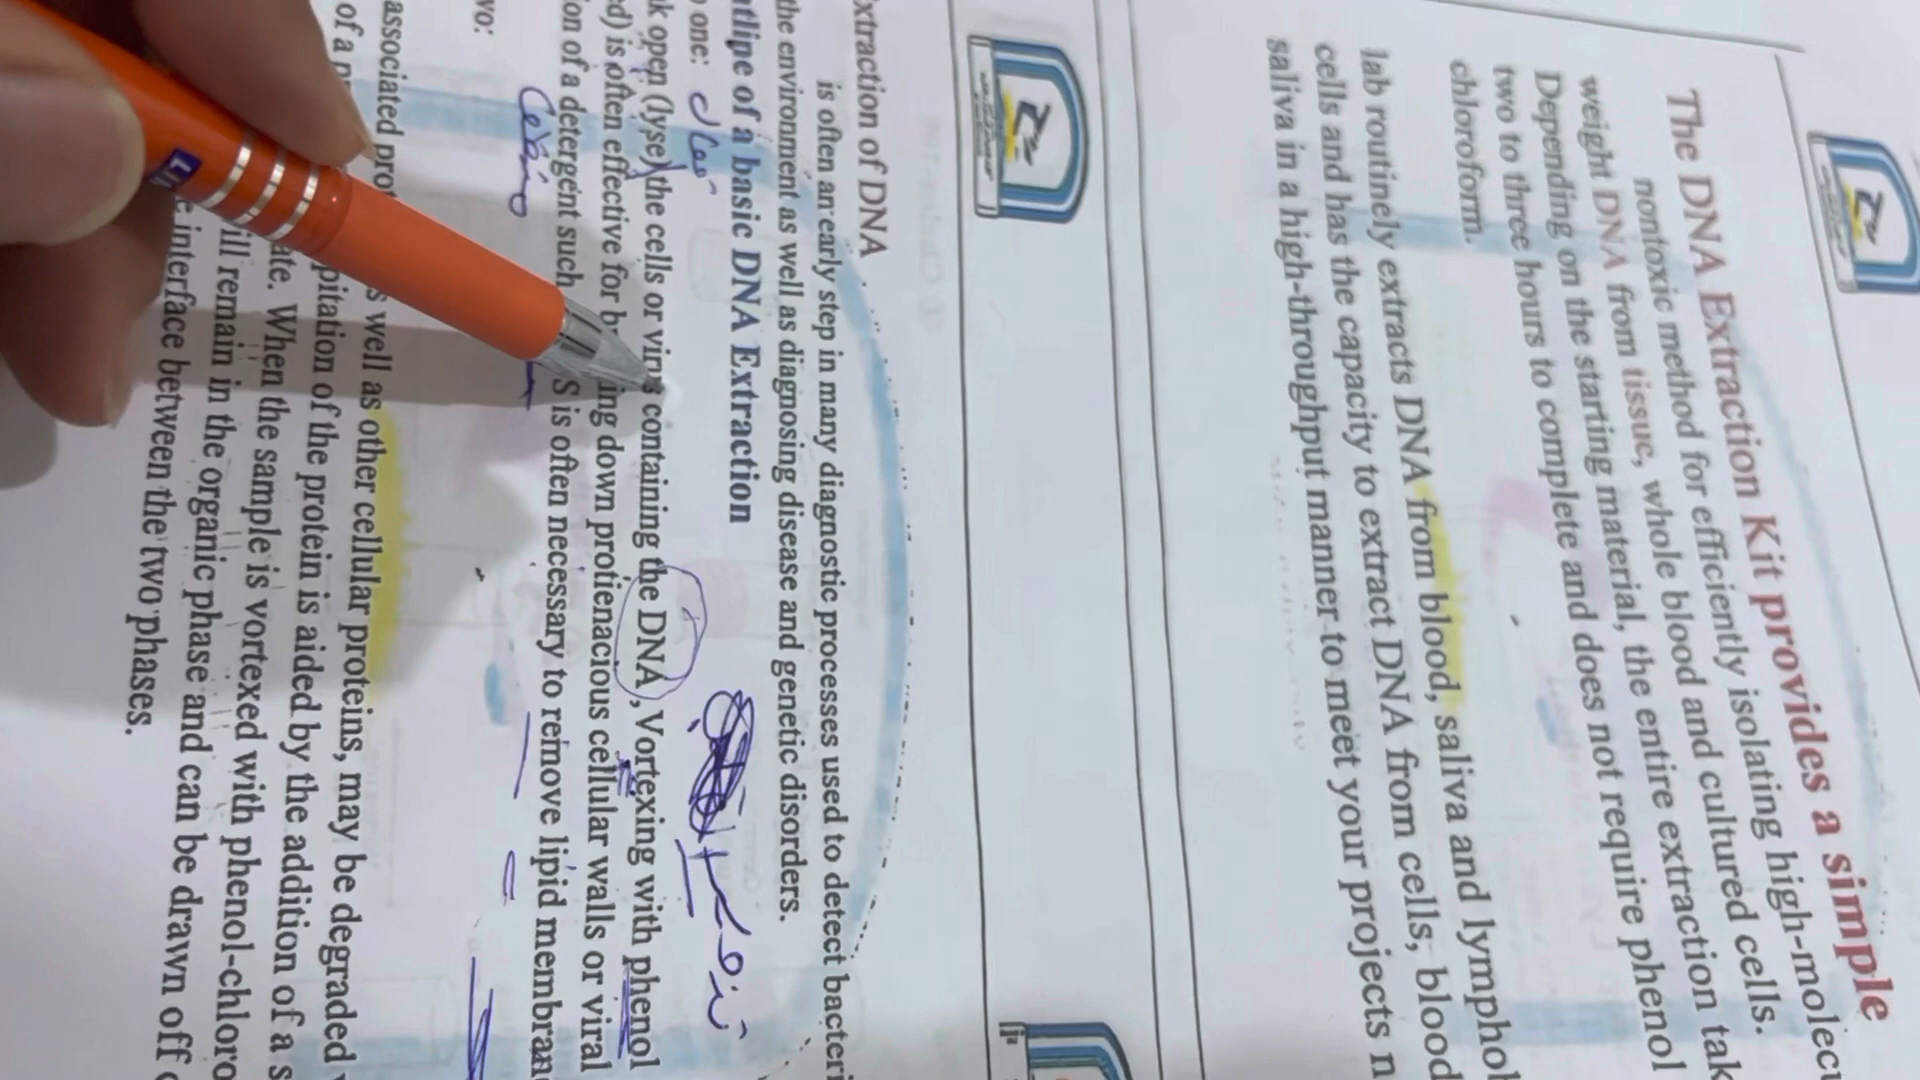 The DNA Extraction Kit provides a simple
nontoxic method for efficiently isolating high-molecu
weight DNA from tissue, whole blood and cultured cells.
Depending on the starting material, the entire extraction tak
two to three hours to complete and does not require phenol
chloroform.
lab routinely extracts DNA from blood, saliva and lymphol
cells and has the capacity to extract DNA from cells, blood
saliva in a high-throughput manner to meet your projects n
xtraction of DNA
is often an early step in many diagnostic processes used to detect bacteri
the environment as well as diagnosing disease and genetic disorders.
utlipe of a basic DNA Extraction
one:
k open (lyse) the cells or virus containing the DNA, Vortexing with phenol
ed) is often effective for b ing down protienacious cellular walls or viral
ion of a detergent such S is often necessary to remove lipid membran
wo:
associated prot s well as other cellular proteins, may be degraded
of a pr pitation of the protein is aided by the addition of a s
ate. When the sample is vortexed with phenol-chloro
ill remain in the organic phase and can be drawn off
e interface between the two phases.